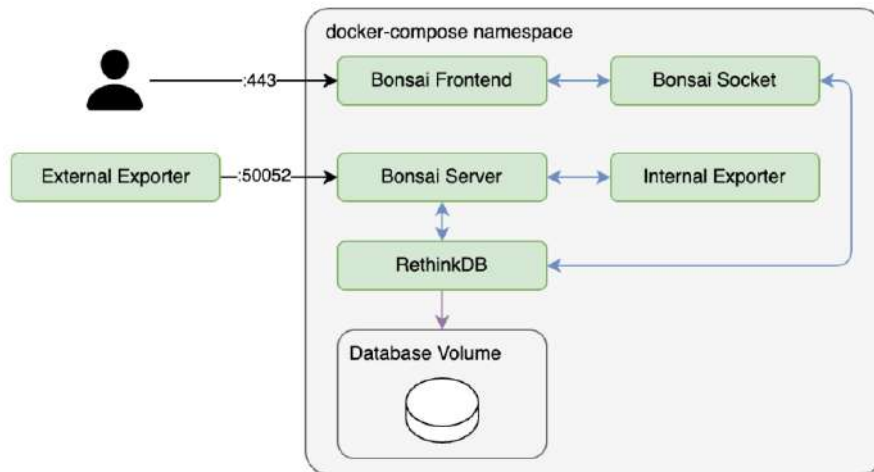 docker-compose namespace
:443
Bonsai Frontend
Bonsai Socket
External Exporter
:50052
Bonsai Server
Internal Exporter
RethinkDB
Database Volume